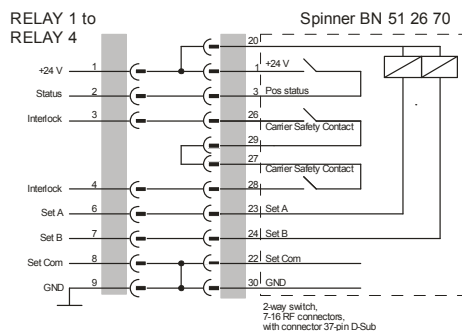 RELAY 1 to
RELAY 4
Spinner BN 51 26 70
20
+24 V 1 1 +24 V
Status 2 3 Pos status
Interlock 3 26
Carrier Safety Contact
29
27
Carrier Safety Contact
Interlock 4 28
Set A 6 23 Set A
Set B 7 24 Set B
Set Com 8 22 Set Com
GND 9 30 GND
2-way switch,
7-16 RF connectors,
with connector 37-pin D-Sub